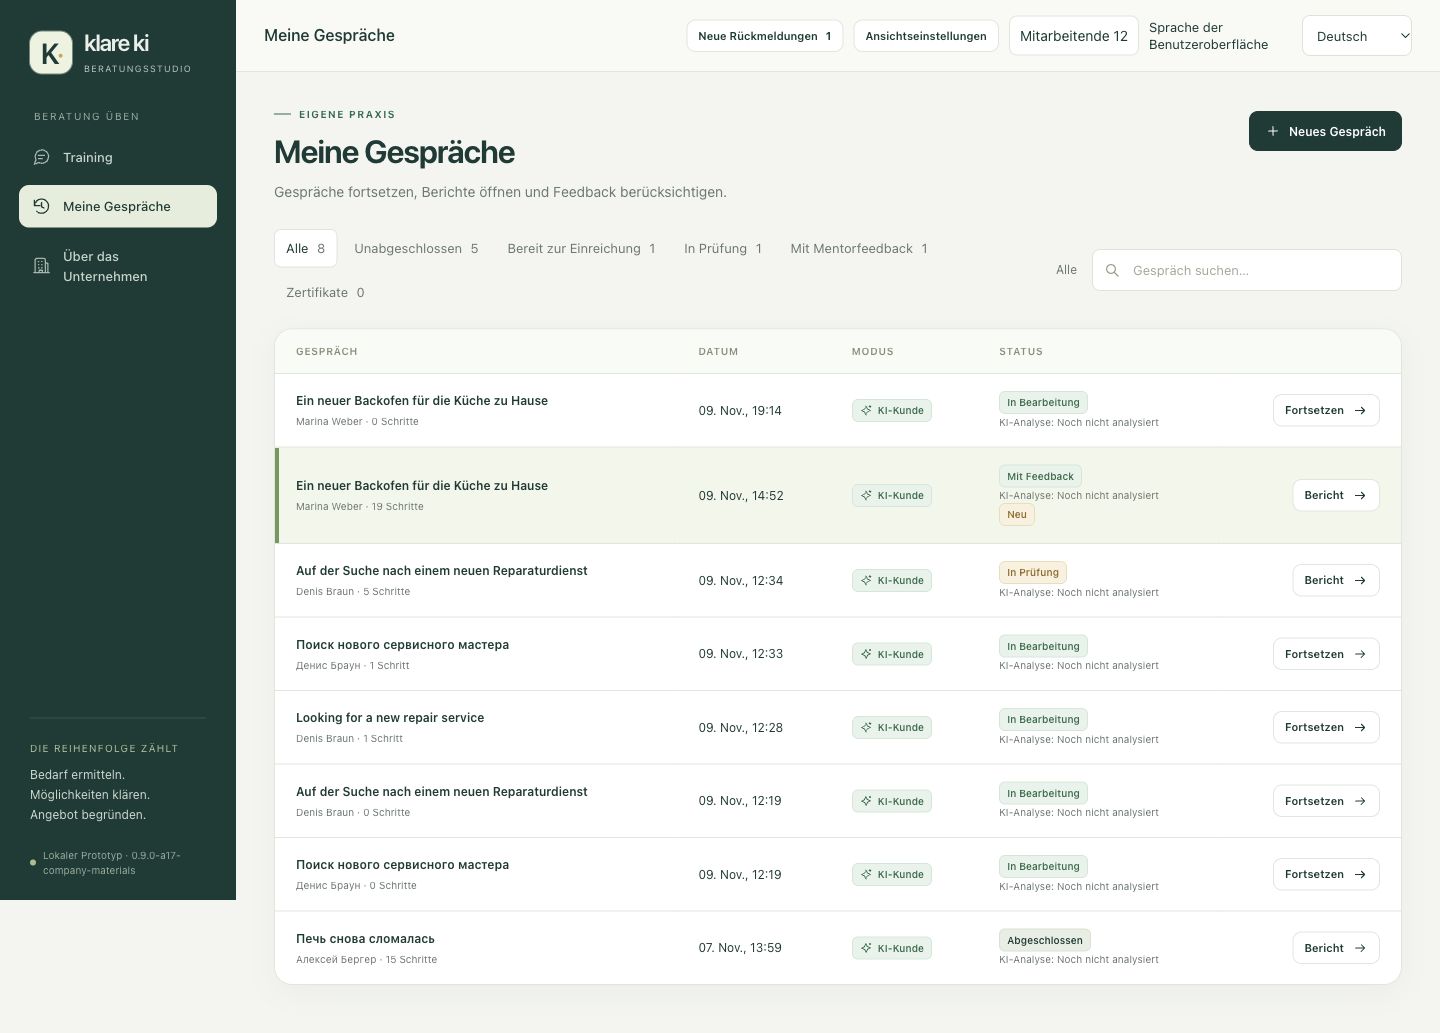 K
klare ki
BERATUNGSSTUDIO
BERATUNG ÜBEN
Training
Meine Gespräche
Über das
Unternehmen
DIE REIHENFOLGE ZÄHLT
Bedarf ermitteln.
Möglichkeiten klären.
Angebot begründen.
Lokaler Prototyp · 0.9.0-a17-
company-materials
Meine Gespräche
Neue Rückmeldungen 1
Ansichtseinstellungen
Mitarbeitende 12
Sprache der
Benutzeroberfläche
Deutsch
EIGENE PRAXIS
Meine Gespräche
Gespräche fortsetzen, Berichte öffnen und Feedback berücksichtigen.
+ Neues Gespräch
Alle 8 Unabgeschlossen 5 Bereit zur Einreichung 1 In Prüfung 1 Mit Mentorfeedback 1
Zertifikate 0
Alle
Gespräch suchen...
GESPRÄCH DATUM MODUS STATUS
Ein neuer Backofen für die Küche zu Hause
Marina Weber · 0 Schritte
09. Nov., 19:14
KI-Kunde
In Bearbeitung
KI-Analyse: Noch nicht analysiert
Fortsetzen →
Ein neuer Backofen für die Küche zu Hause
Marina Weber · 19 Schritte
09. Nov., 14:52
KI-Kunde
Mit Feedback
KI-Analyse: Noch nicht analysiert
Neu
Bericht →
Auf der Suche nach einem neuen Reparaturdienst
Denis Braun · 5 Schritte
09. Nov., 12:34
KI-Kunde
In Prüfung
KI-Analyse: Noch nicht analysiert
Bericht →
Поиск нового сервисного мастера
Денис Браун · 1 Schritt
09. Nov., 12:33
KI-Kunde
In Bearbeitung
KI-Analyse: Noch nicht analysiert
Fortsetzen →
Looking for a new repair service
Denis Braun · 1 Schritt
09. Nov., 12:28
KI-Kunde
In Bearbeitung
KI-Analyse: Noch nicht analysiert
Fortsetzen →
Auf der Suche nach einem neuen Reparaturdienst
Denis Braun · 0 Schritte
09. Nov., 12:19
KI-Kunde
In Bearbeitung
KI-Analyse: Noch nicht analysiert
Fortsetzen →
Поиск нового сервисного мастера
Денис Браун · 0 Schritte
09. Nov., 12:19
KI-Kunde
In Bearbeitung
KI-Analyse: Noch nicht analysiert
Fortsetzen →
Печь снова сломалась
Алексей Бергер · 15 Schritte
07. Nov., 13:59
KI-Kunde
Abgeschlossen
KI-Analyse: Noch nicht analysiert
Bericht →